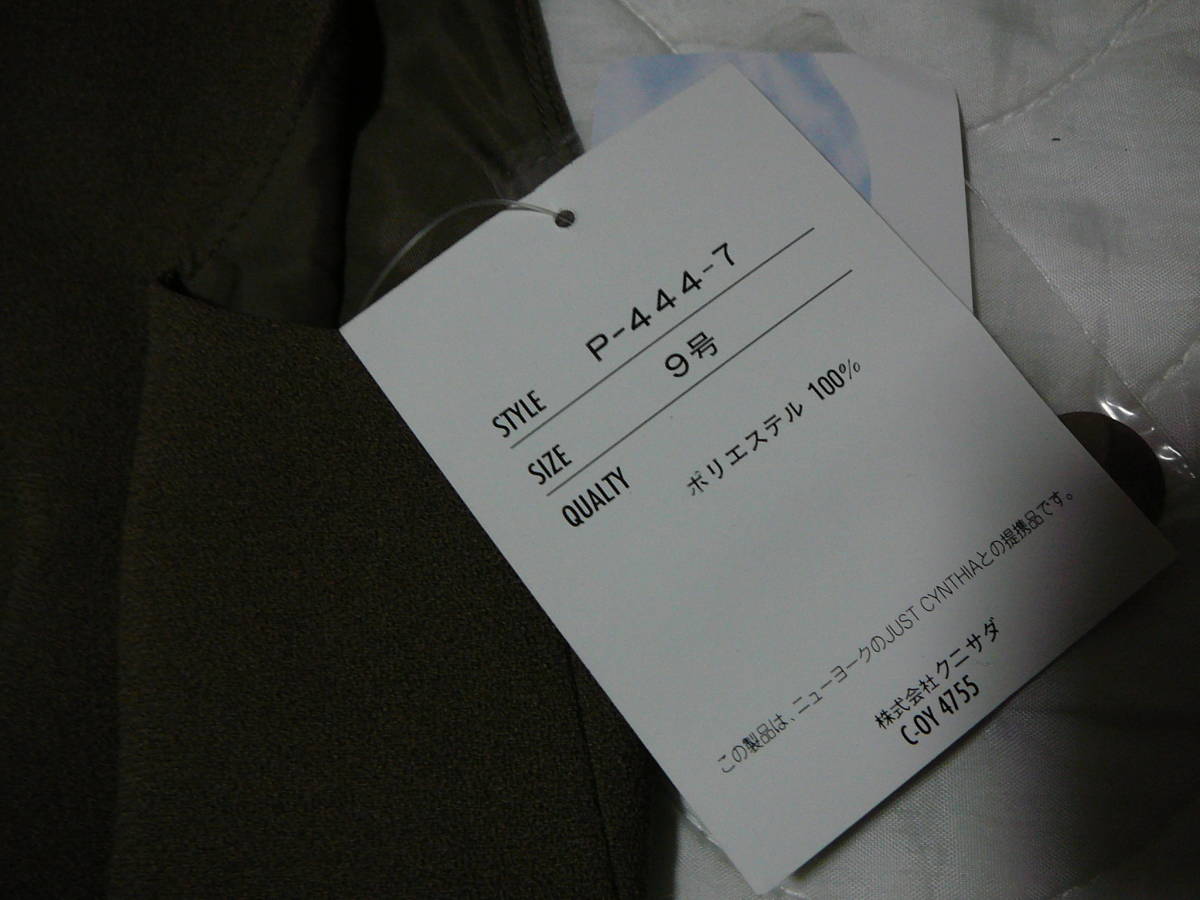 STYLE P-444-7
SIZE 9号
QUALTY ポリエステル 100%
この製品は、ニューヨークのJUST CYNTHIAとの提携品です。
株式会社クニサダ
C-OY 4755